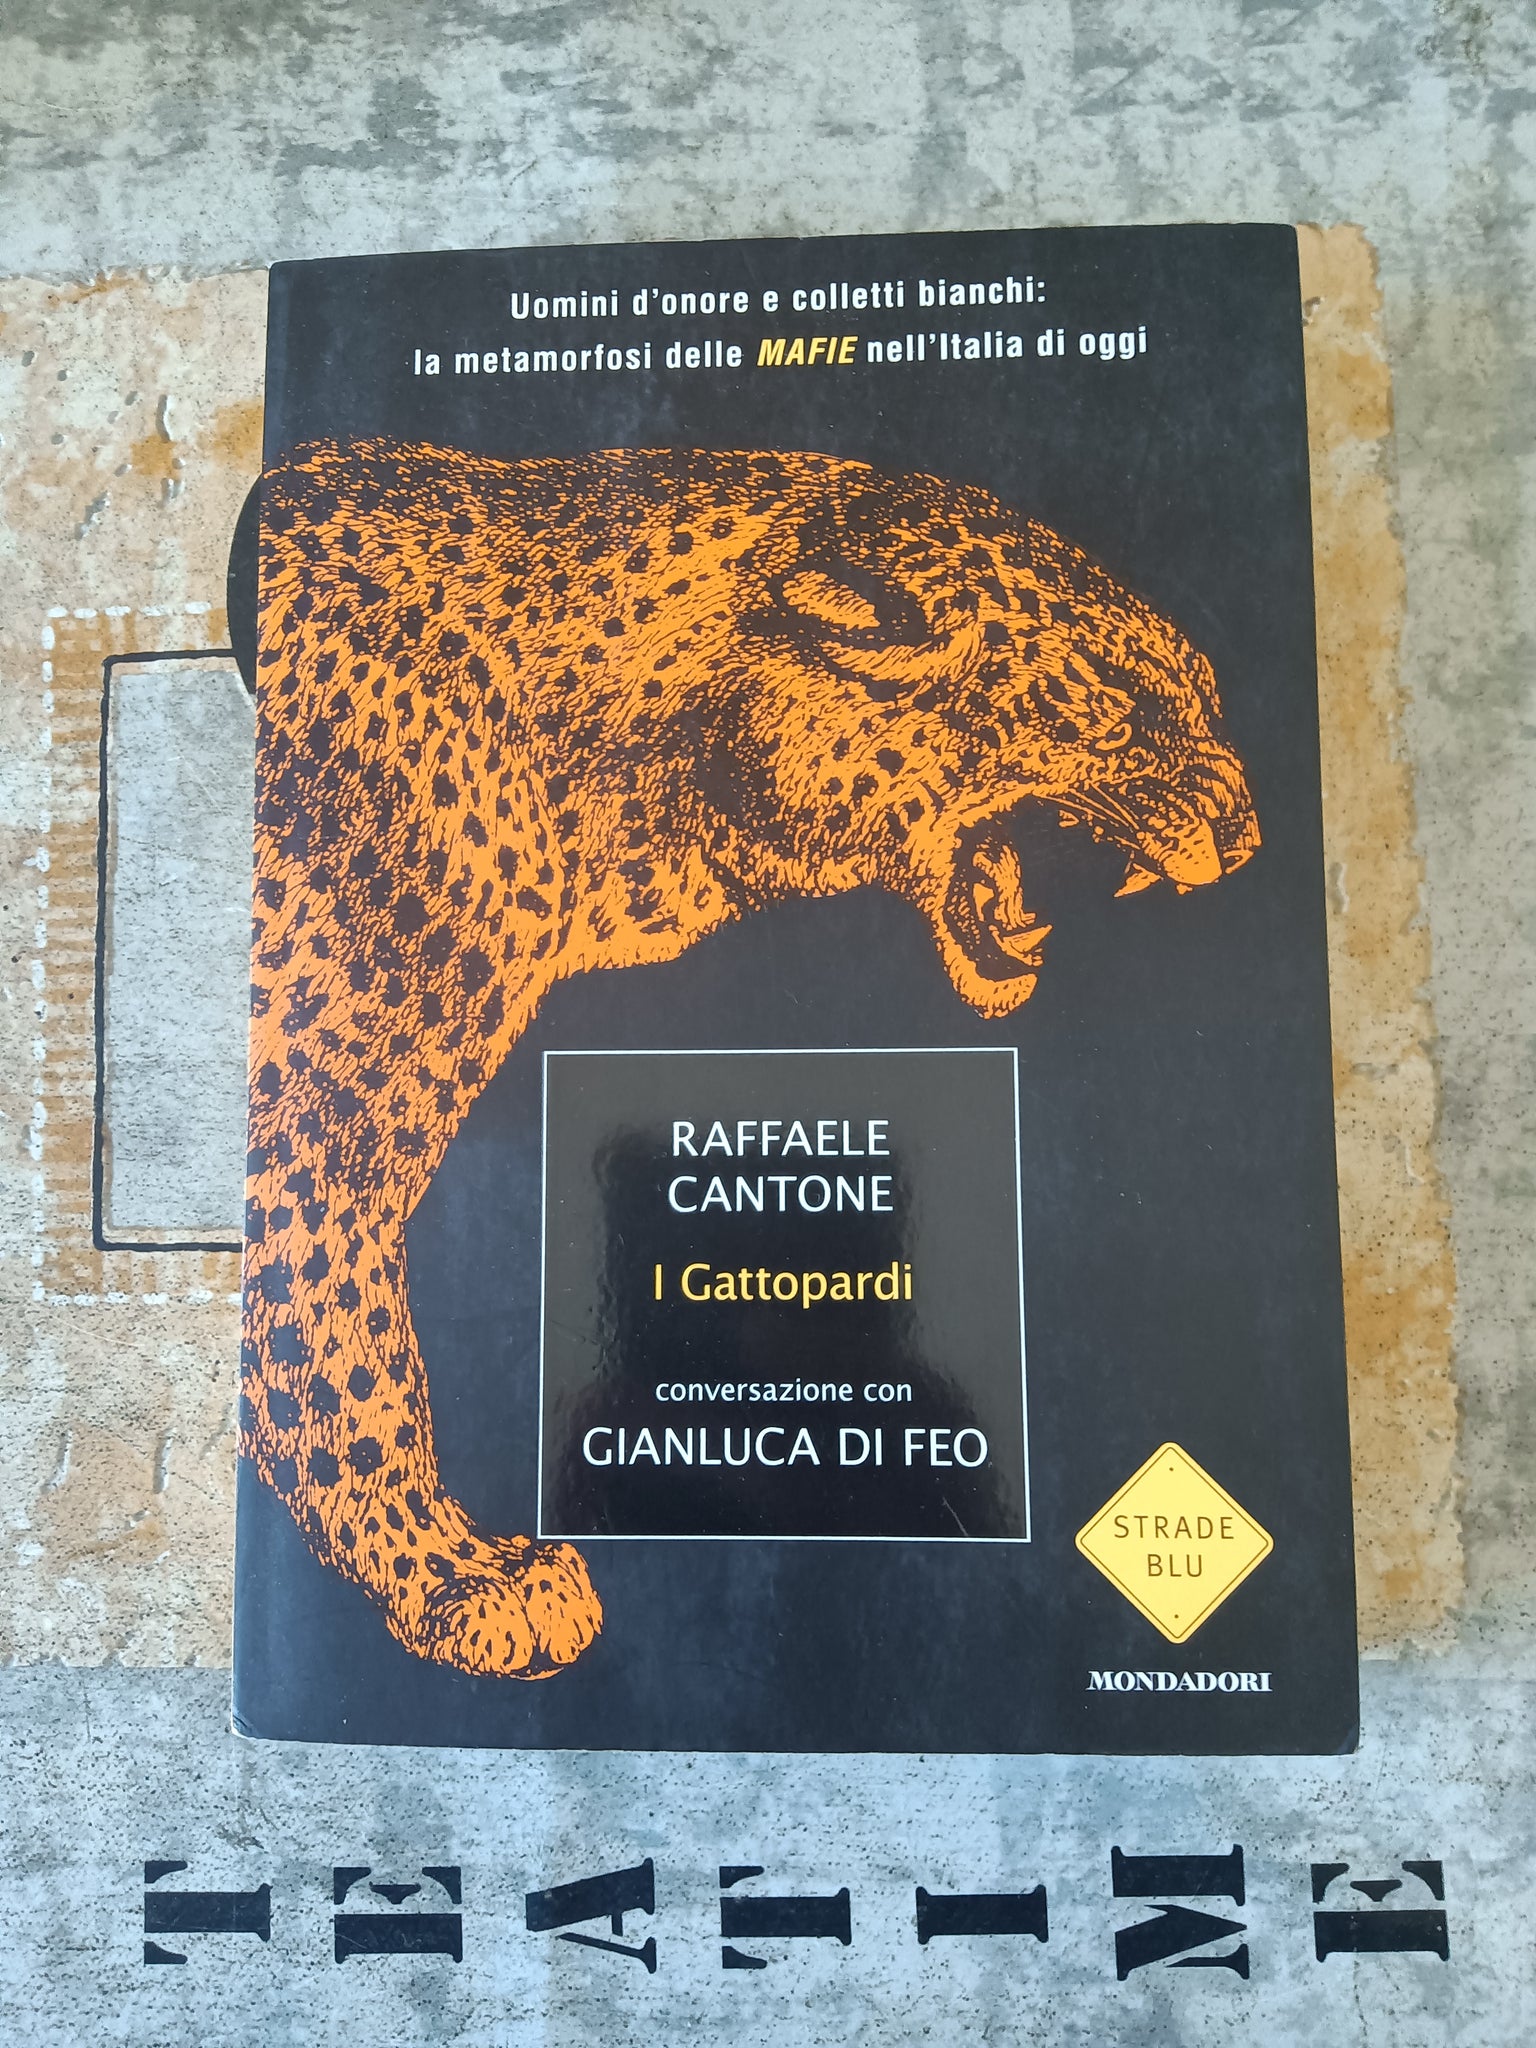 Uomini d'onore e colletti bianchi:
la metamorfosi delle MAFIE nell'Italia di oggi
RAFFAELE
CANTONE
I Gattopardi
conversazione con
GIANLUCA DI FEO
STRADE
BLU
MONDADORI
TEATIME